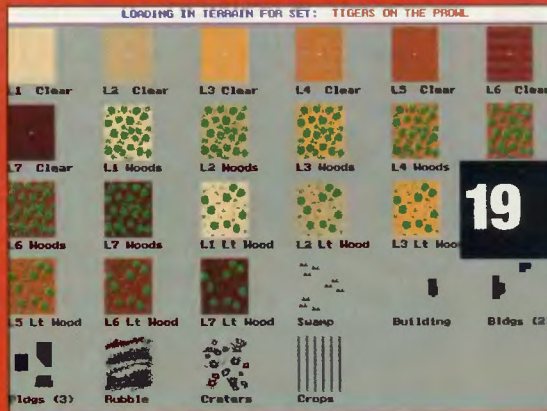 LOADING IN TERRAIN FOR SET: TIGERS ON THE PROWL
L1 Clear L2 Clear L3 Clear L4 Clear L5 Clear L6 Clear
L7 Clear L1 Woods L2 Woods L3 Woods L4 Woods
19
L6 Woods L7 Woods L1 Lt Wood L2 Lt Wood L3 Lt
L5 Lt Wood L6 Lt Wood L7 Lt Wood Swamp Building Bldgs (2
Bldgs (3) Rubble Craters Crops